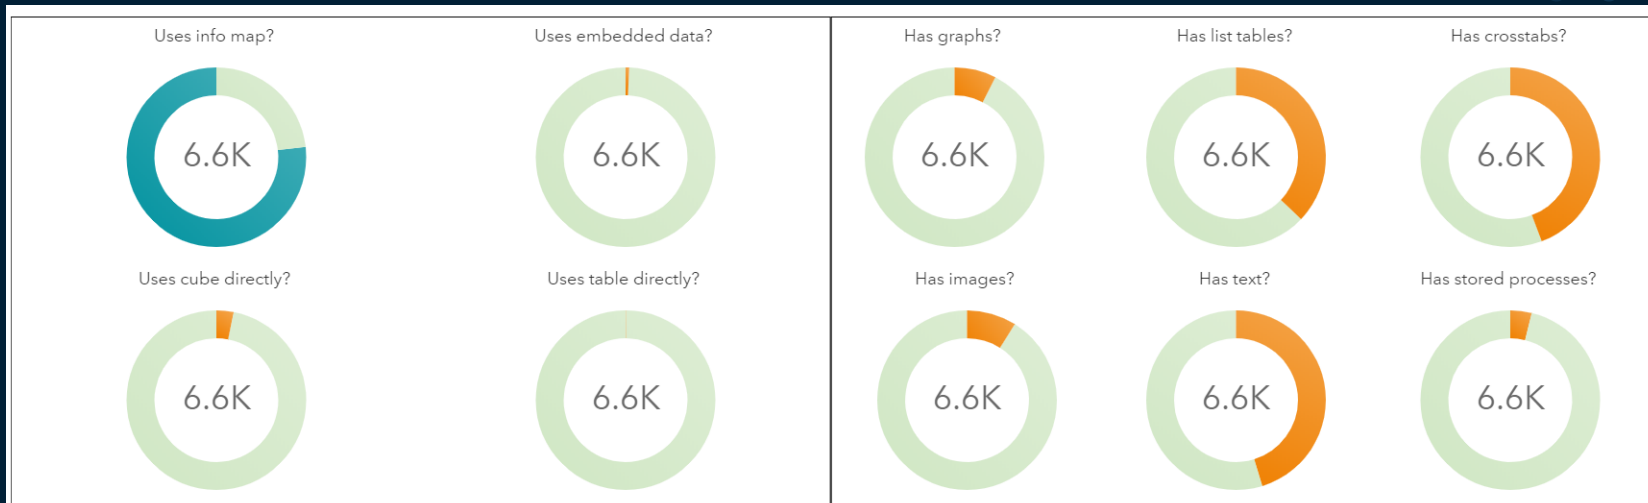 Uses info map?
Uses embedded data?
Has graphs?
Has list tables?
Has crosstabs?
6.6K
6.6K
6.6K
6.6K
6.6K
Uses cube directly?
Uses table directly?
Has images?
Has text?
Has stored processes?
6.6K
6.6K
6.6K
6.6K
6.6K